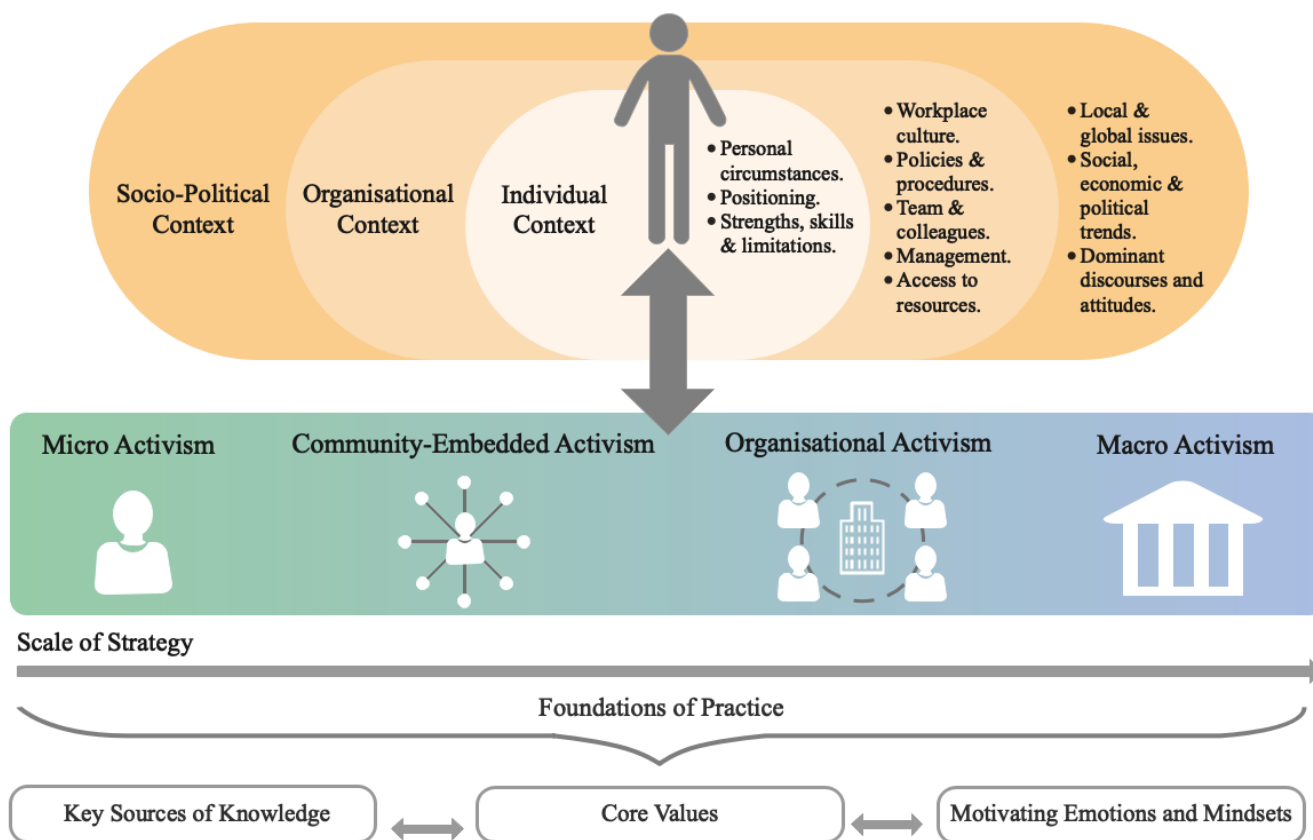 Socio-Political
Context
Organisational
Context
Individual
Context
• Personal
circumstances.
• Positioning.
• Strengths, skills
& limitations.
• Workplace
culture.
• Policies &
procedures.
• Team &
colleagues.
• Management.
• Access to
resources.
• Local &
global issues.
• Social,
economic &
political
trends.
• Dominant
discourses and
attitudes.
Micro Activism
Community-Embedded Activism
Organisational Activism
Macro Activism
Scale of Strategy
Foundations of Practice
Key Sources of Knowledge
Core Values
Motivating Emotions and Mindsets